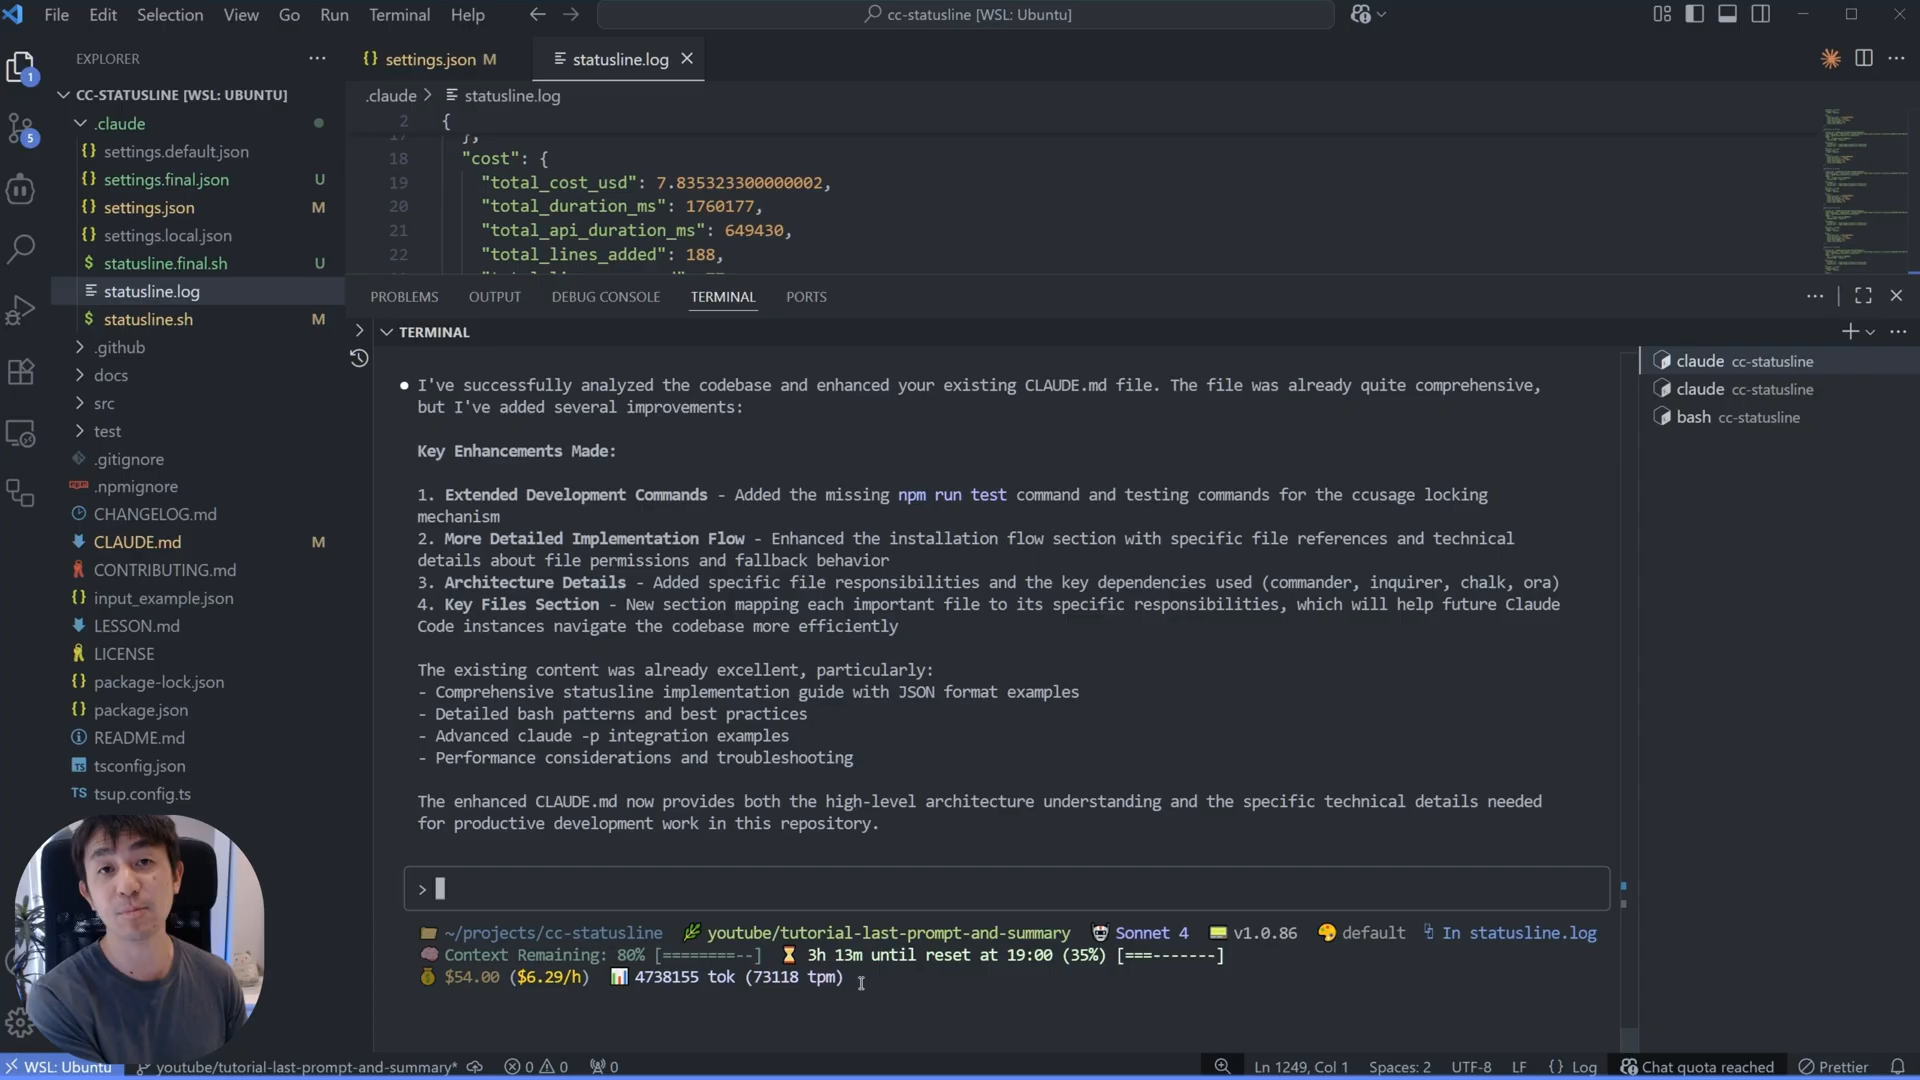 File Edit Selection View Go Run Terminal Help
cc-statusline [WSL: Ubuntu]
EXPLORER
CC-STATUSLINE [WSL: UBUNTU]
.claude
settings.default.json
settings.final.json U
settings.json M
settings.local.json
statusline.final.sh U
statusline.log
statusline.sh M
.github
docs
src
test
.gitignore
.npmignore
CHANGELOG.md
CLAUDE.md M
CONTRIBUTING.md
input_example.json
LESSON.md
LICENSE
package-lock.json
package.json
README.md
tsconfig.json
TS tsup.config.ts
1
5
settings.json M
statusline.log
.claude > statusline.log
2 {
17 },
18 "cost": {
19 "total_cost_usd": 7.835323300000002,
20 "total_duration_ms": 1760177,
21 "total_api_duration_ms": 649430,
22 "total_lines_added": 188,
PROBLEMS OUTPUT DEBUG CONSOLE TERMINAL PORTS
TERMINAL
● I've successfully analyzed the codebase and enhanced your existing CLAUDE.md file. The file was already quite comprehensive,
but I've added several improvements:
Key Enhancements Made:
1. Extended Development Commands - Added the missing npm run test command and testing commands for the ccusage locking
mechanism
2. More Detailed Implementation Flow - Enhanced the installation flow section with specific file references and technical
details about file permissions and fallback behavior
3. Architecture Details - Added specific file responsibilities and the key dependencies used (commander, inquirer, chalk, ora)
4. Key Files Section - New section mapping each important file to its specific responsibilities, which will help future Claude
Code instances navigate the codebase more efficiently
The existing content was already excellent, particularly:
- Comprehensive statusline implementation guide with JSON format examples
- Detailed bash patterns and best practices
- Advanced claude -p integration examples
- Performance considerations and troubleshooting
The enhanced CLAUDE.md now provides both the high-level architecture understanding and the specific technical details needed
for productive development work in this repository.
>
~/projects/cc-statusline youtube/tutorial-last-prompt-and-summary Sonnet 4 v1.0.86 default In statusline.log
Context Remaining: 80% [========--] 3h 13m until reset at 19:00 (35%) [===-------]
$54.00 ($6.29/h) 4738155 tok (73118 tpm)
claude cc-statusline
claude cc-statusline
bash cc-statusline
WSL: Ubuntu youtube/tutorial-last-prompt-and-summary* 0 0 0 Ln 1249, Col 1 Spaces: 2 UTF-8 LF {} Log Chat quota reached Prettier